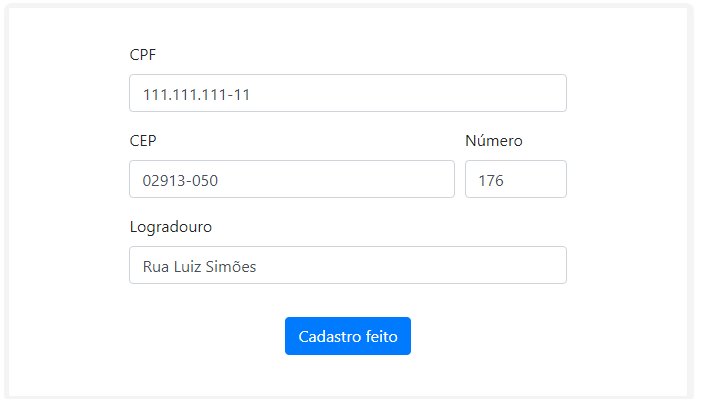 CPF
111.111.111-11
CEP Número
02913-050 176
Logradouro
Rua Luiz Simões
Cadastro feito